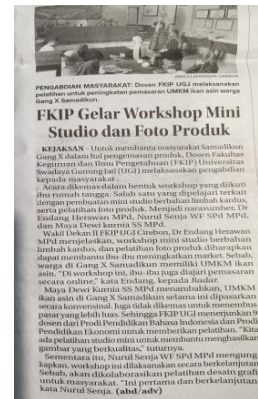 PENGABDIAN MASYARAKAT: Dosen FKIP UGJ melaksanakan
pelatihan untuk peningkatan pemasaran UMKM ikan asin warga
Gang X Samadikun.
FKIP Gelar Workshop Mini
Studio dan Foto Produk
KEJAKSAN - Untuk membantu masyarakat Samadikun
Gang X dalam hal pengemasan produk, Dosen Fakultas
Keguruan dan Ilmu Pengetahuan (FKIP) Universitas
Swadaya Gunung Jati (UGJ) melaksanakan pengabdian
kepada masyarakat.
Acara dikemas dalam bentuk workshop yang diikuti
ibu rumah tangga. Salah satu yang dipelajari terkait
dengan pembuatan mini studio berbahan limbah kardus,
serta pelatihan foto produk. Menjadi narasumber, Dr
Endang Herawan MPd, Nurul Senja WF SPd MPd,
dan Maya Dewi Kurnia SS MPd.
Wakil Dekan II FKIP UGJ Cirebon, Dr Endang Herawan
MPd menjelaskan, workshop mini studio berbahan
limbah kardus, dan pelatihan foto produk diharapkan
dapat membantu ibu-ibu meningkatkan market. Sebab,
warga di Gang X Samadikun memiliki UMKM ikan
asin. "Di workshop ini, ibu-ibu juga diajari pemasaran
secara online," kata Endang, kepada Radar.
Maya Dewi Kurnia SS MPd menambahkan, UMKM
ikan asin di Gang X Samadikun selama ini dipasarkan
secara konvensional. Juga tidak dikemas untuk menembus
pasar yang lebih luas. Sehingga FKIP UGJ menerjunkan 9
dosen dari Prodi Pendidikan Bahasa Indonesia dan Prodi
Pendidikan Ekonomi untuk memberikan pelatihan. "Kita
ada pelatihan studio mini untuk membantu menghasilkan
gambar yang berkualitas," tuturnya.
Sementara itu, Nurul Senja WF SPd MPd mengung
kapkan, workshop ini dilaksanakan secara berkelanjutan
Sebab, akan dikolaborasikan pelatihan desain grafi
untuk masyarakat. "Ini pertama dan berkelanjutan
kata Nurul Senja. (abd/adv)